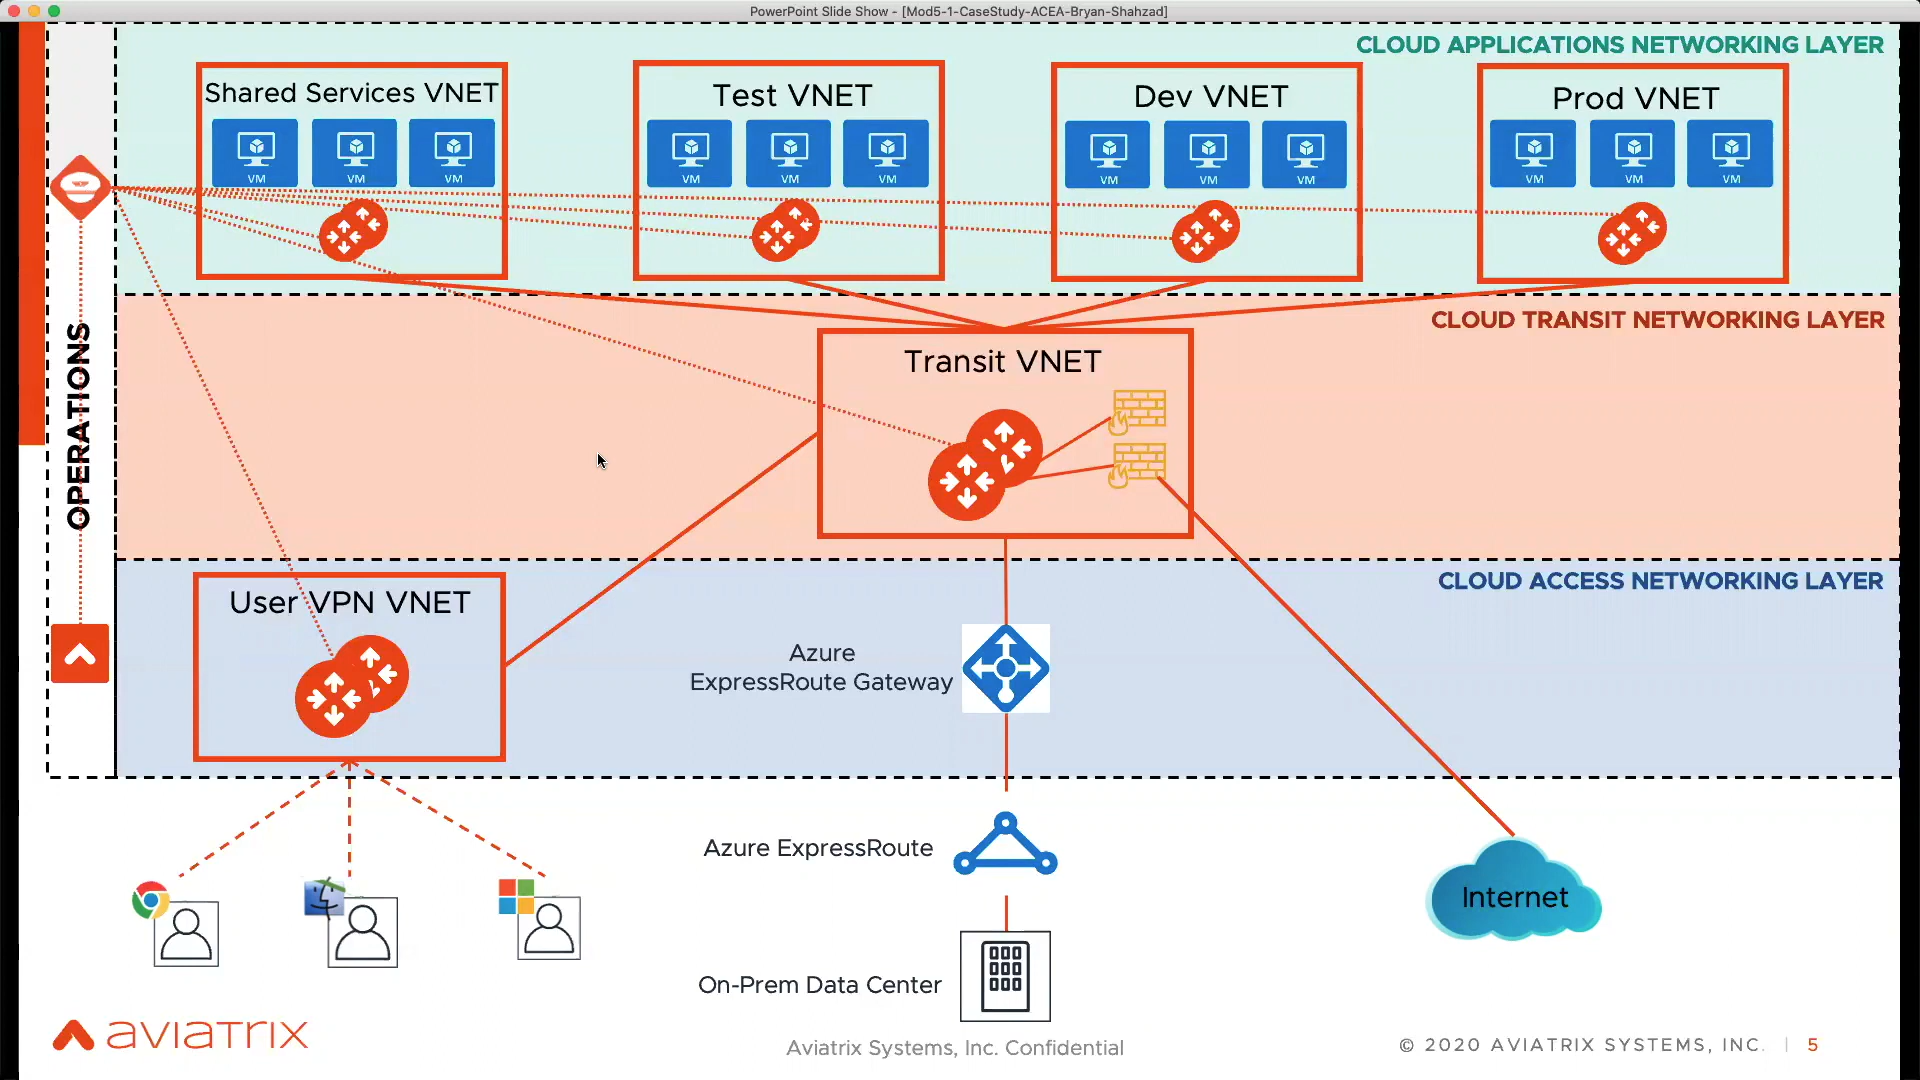 PowerPoint Slide Show - [Mod5-1-CaseStudy-ACEA-Bryan-Shahzad]
CLOUD APPLICATIONS NETWORKING LAYER
Shared Services VNET
Test VNET
Dev VNET
Prod VNET
VM
VM
VM
VM
VM
VM
VM
VM
VM
VM
VM
VM
OPERATIONS
CLOUD TRANSIT NETWORKING LAYER
Transit VNET
CLOUD ACCESS NETWORKING LAYER
User VPN VNET
Azure
ExpressRoute Gateway
Azure ExpressRoute
Internet
On-Prem Data Center
aviatrix
Aviatrix Systems, Inc. Confidential
© 2020 AVIATRIX SYSTEMS, INC. | 5